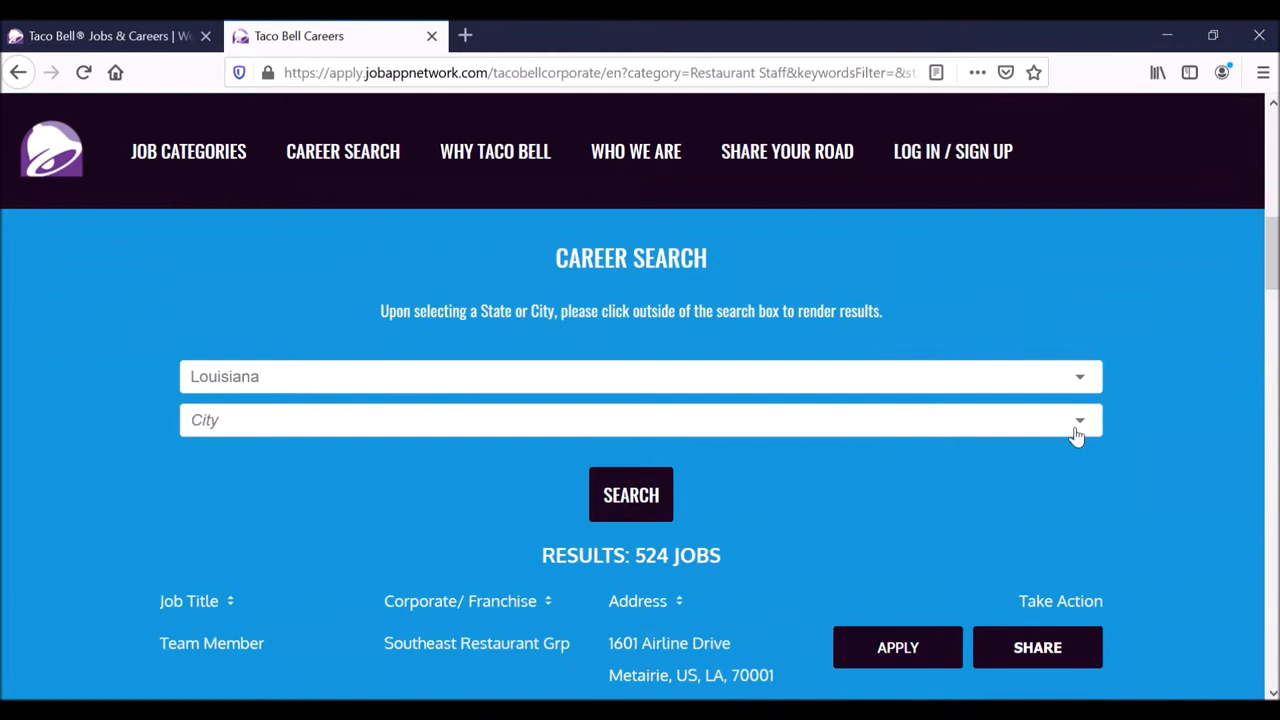 Taco Bell® Jobs & Careers | W
Taco Bell Careers
https://apply.jobappnetwork.com/tacobellcorporate/en?category=Restaurant Staff&keywordsFilter=&st
JOB CATEGORIES
CAREER SEARCH
WHY TACO BELL
WHO WE ARE
SHARE YOUR ROAD
LOG IN / SIGN UP
CAREER SEARCH
Upon selecting a State or City, please click outside of the search box to render results.
Louisiana
City
SEARCH
RESULTS: 524 JOBS
Job Title
Corporate/ Franchise
Address
Take Action
Team Member
Southeast Restaurant Grp
1601 Airline Drive
Metairie, US, LA, 70001
APPLY
SHARE